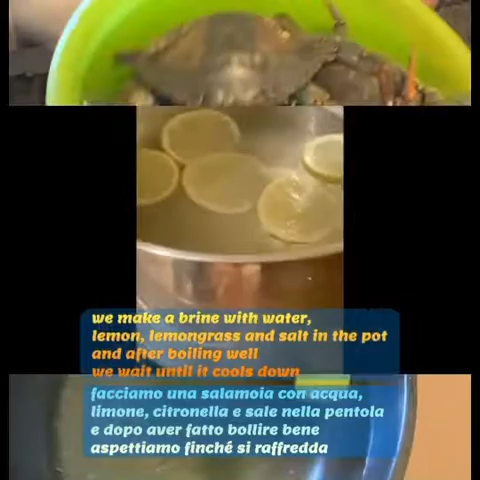 we make a brine with water,
lemon, lemongrass and salt in the pot
and after boiling well
we wait until it cools down
facciamo una salamoia con acqua,
limone, citronella e sale nella pentola
e dopo aver fatto bollire bene
aspettiamo finché si raffredda